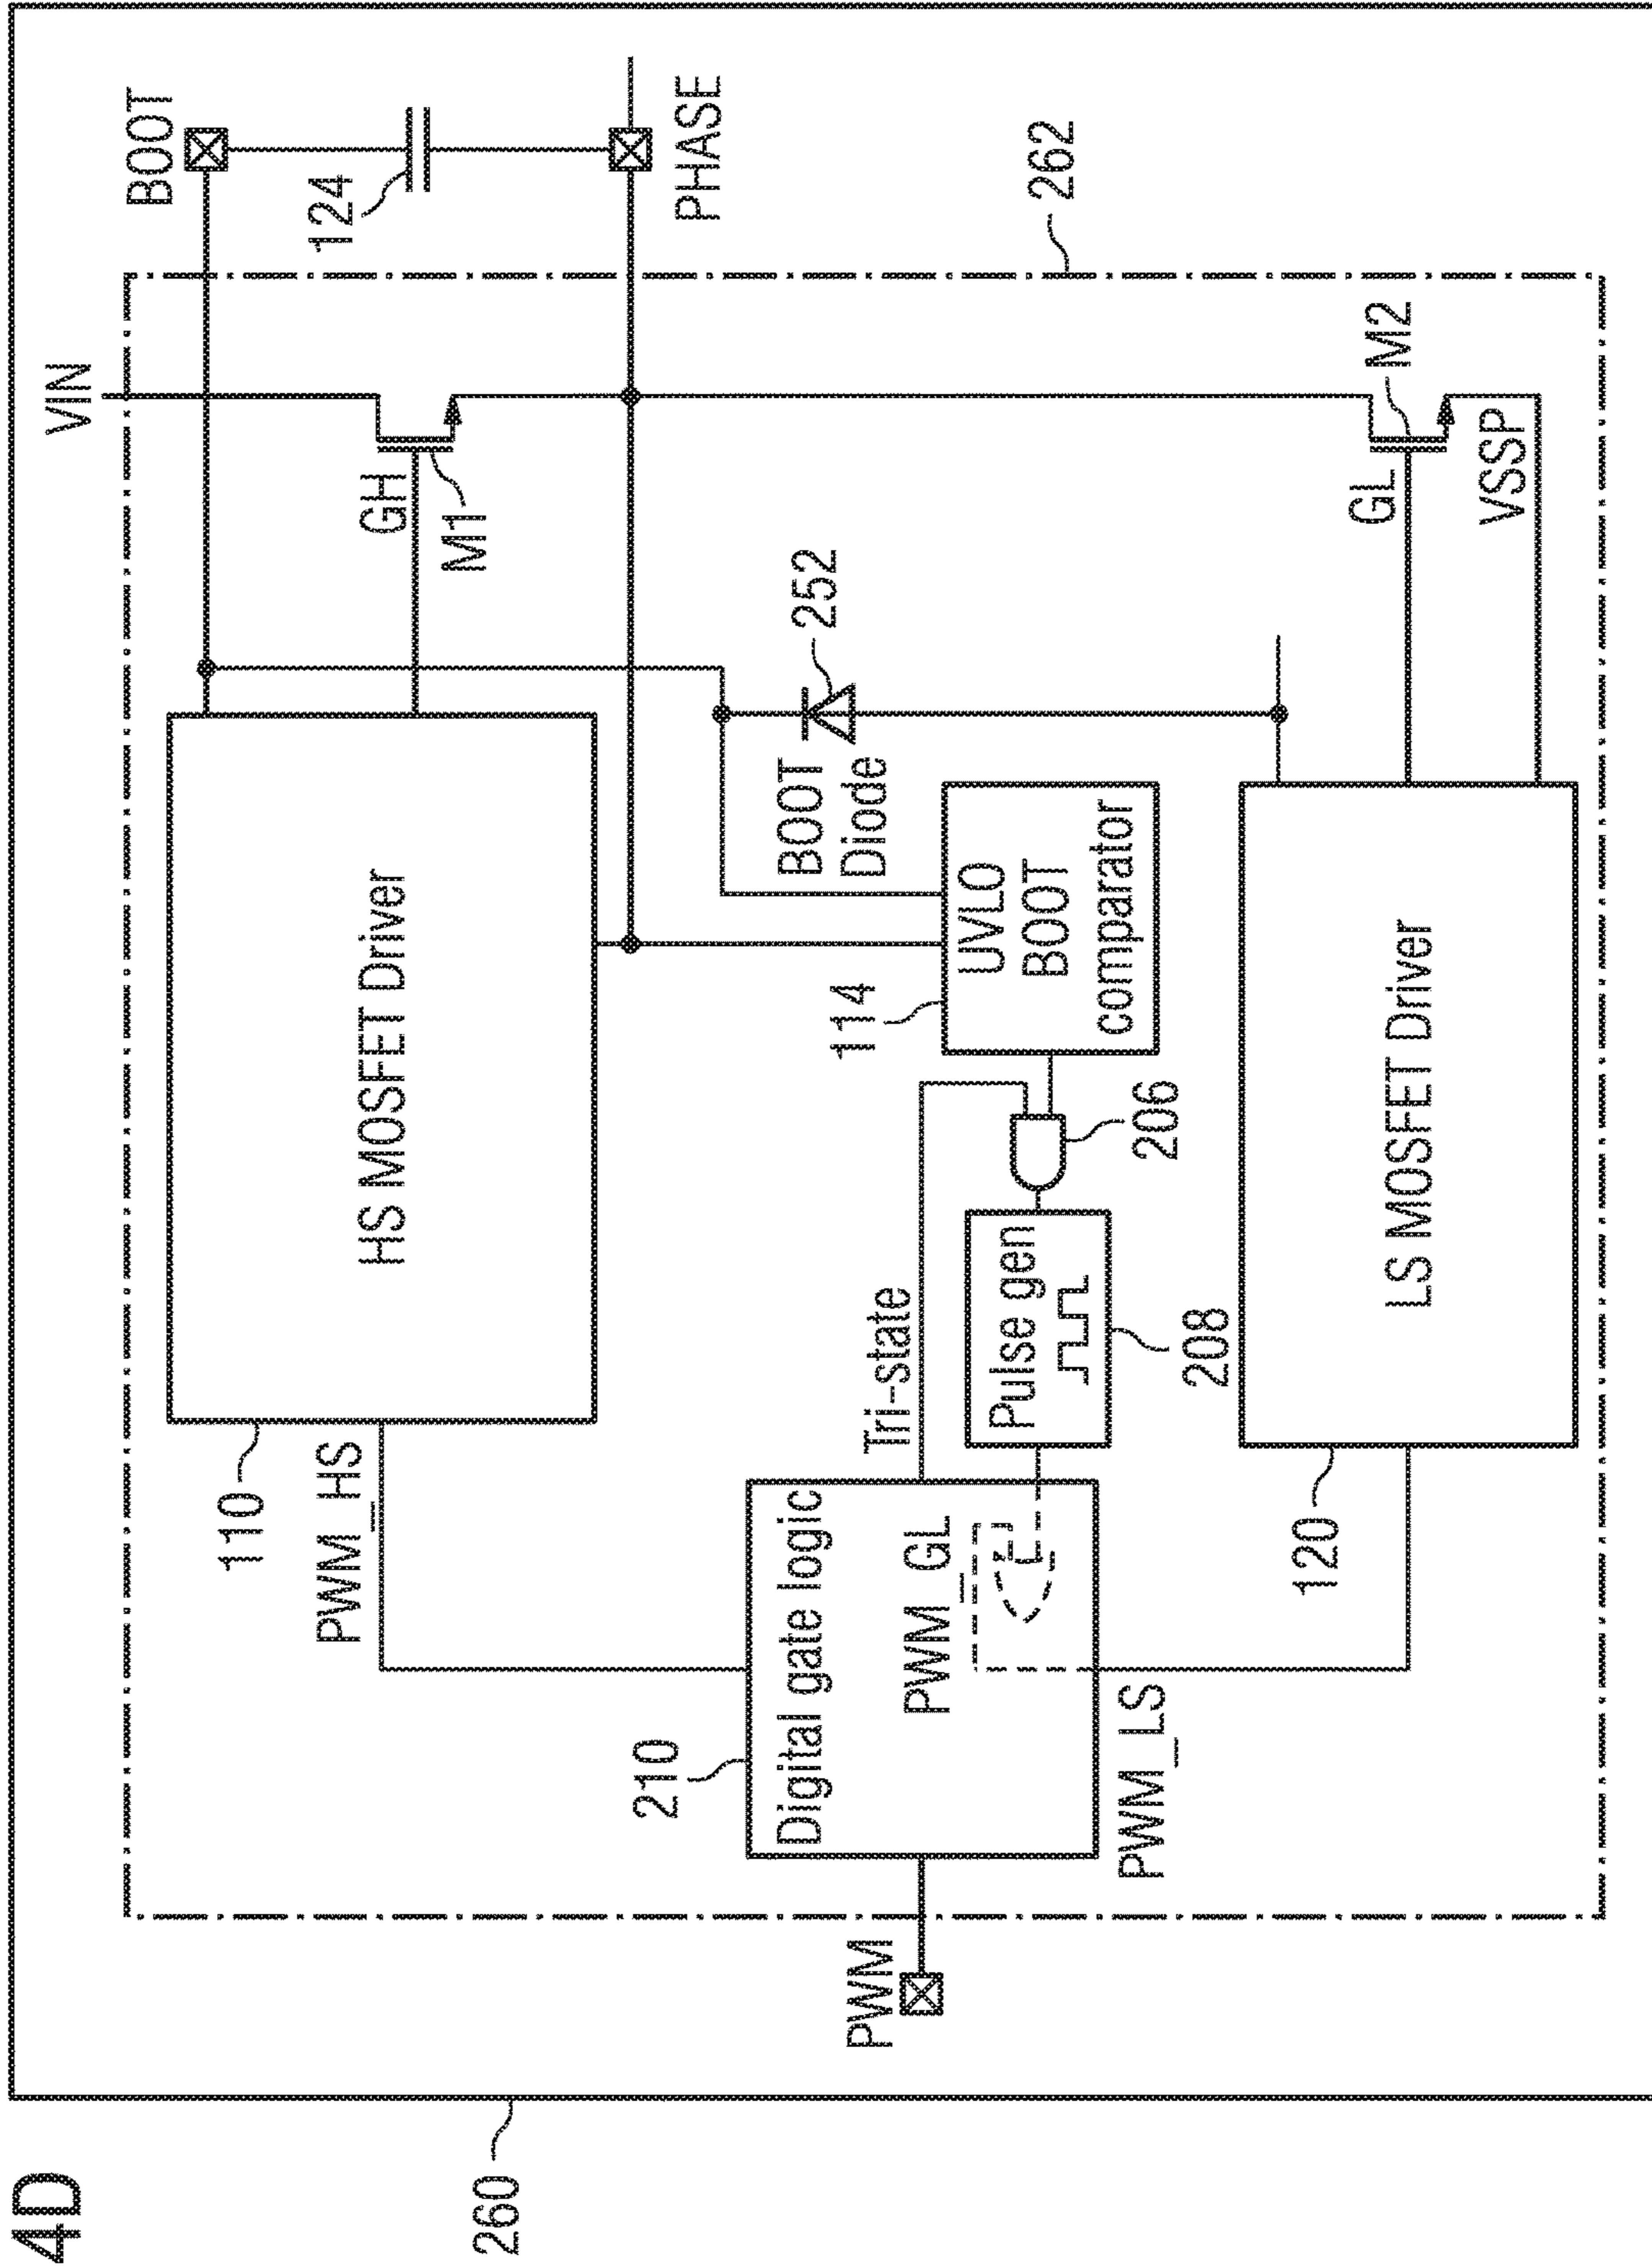 4D
260
VIN
BOOT
110
HS MOSFET Driver
GH
M1
124
PWM_HS
PHASE
210
Digital gate logic
Tri-state
114
BOOT
Diode
252
PWM
PWM_GL
Pulse gen
UVLO
BOOT
comparator
262
PWM_LS
208
206
120
LS MOSFET Driver
GL
M2
VSSP